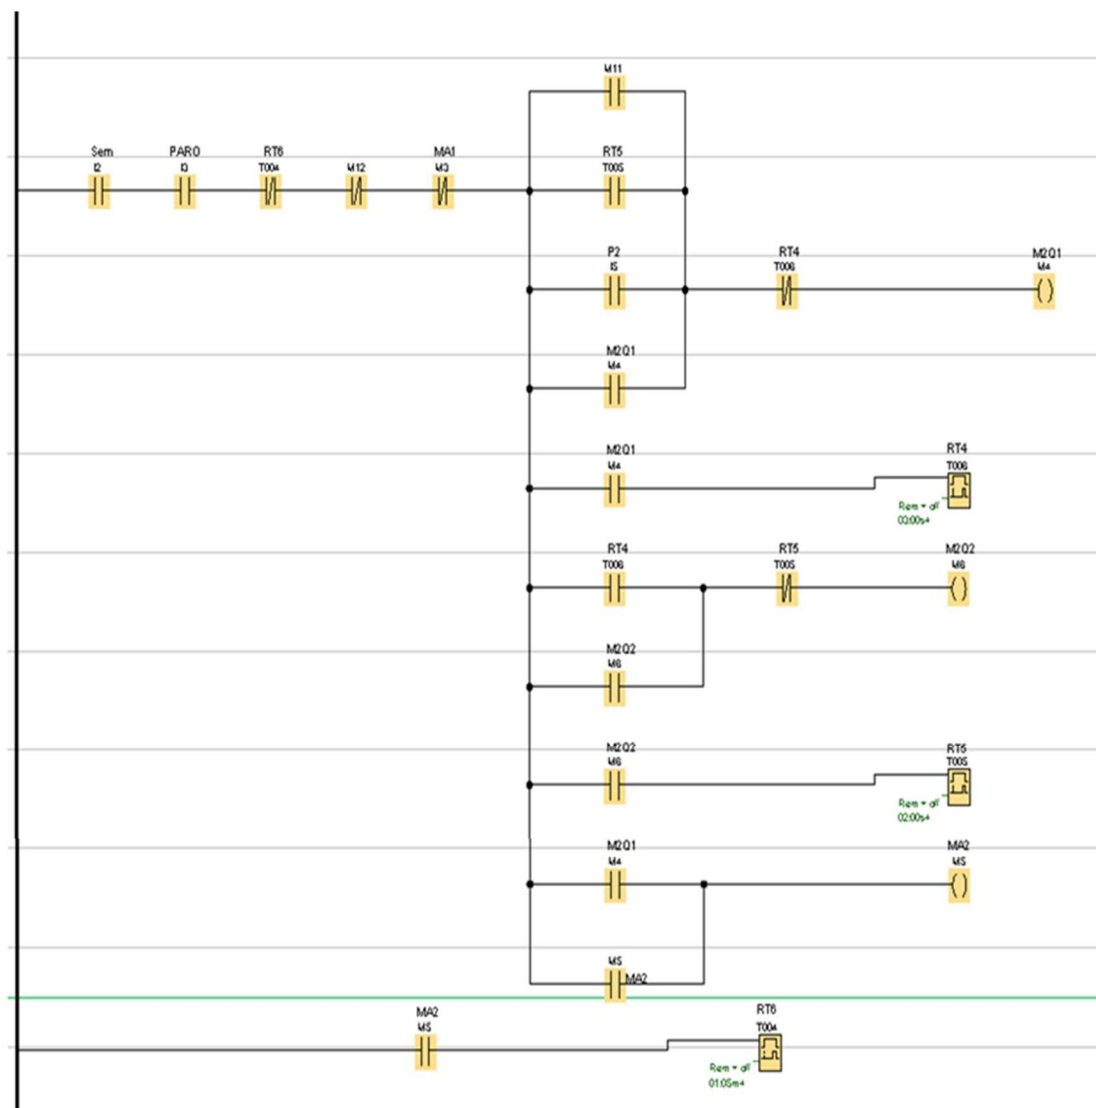 M11
Sem PARO RT6 MA1 RT5
I2 I3 T004 M12 M3 T005
P2 RT4 M2Q1
I5 T006 M4
M2Q1
M4
M2Q1 RT4
M4 T006
Rem = off
03:00s+
RT4 RT5 M2Q2
T006 T005 M6
M2Q2
M6
M2Q2 RT5
M6 T005
Rem = off
02:00s+
M2Q1 MA2
M4 M5
M5
MA2
MA2 RT6
M5 T004
Rem = off
01:05m+